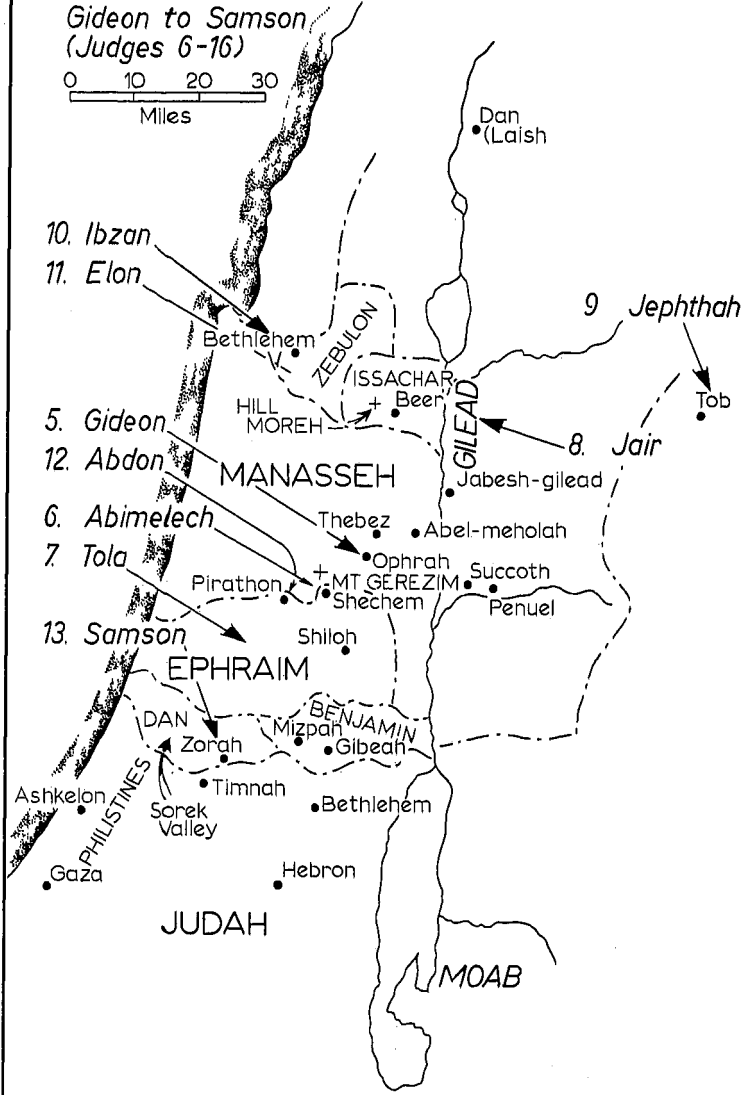 Gideon to Samson
(Judges 6-16)
0 10 20 30
Miles
Dan
(Laish
10. Ibzan
11. Elon
9 Jephthah
Bethlehem
ZEBULON
ISSACHAR
Beer
HILL
MOREH
GILEAD
Tob
5. Gideon
8. Jair
12. Abdon
MANASSEH
Jabesh-gilead
6. Abimelech
Thebez
Abel-meholah
7. Tola
Ophrah
MT GEREZIM
Succoth
Pirathon
Shechem
Penuel
13. Samson
Shiloh
EPHRAIM
DAN
BENJAMIN
Mizpah
Zorah
Gibeah
Timnah
Ashkelon
PHILISTINES
Sorek
Valley
Bethlehem
Gaza
Hebron
JUDAH
MOAB